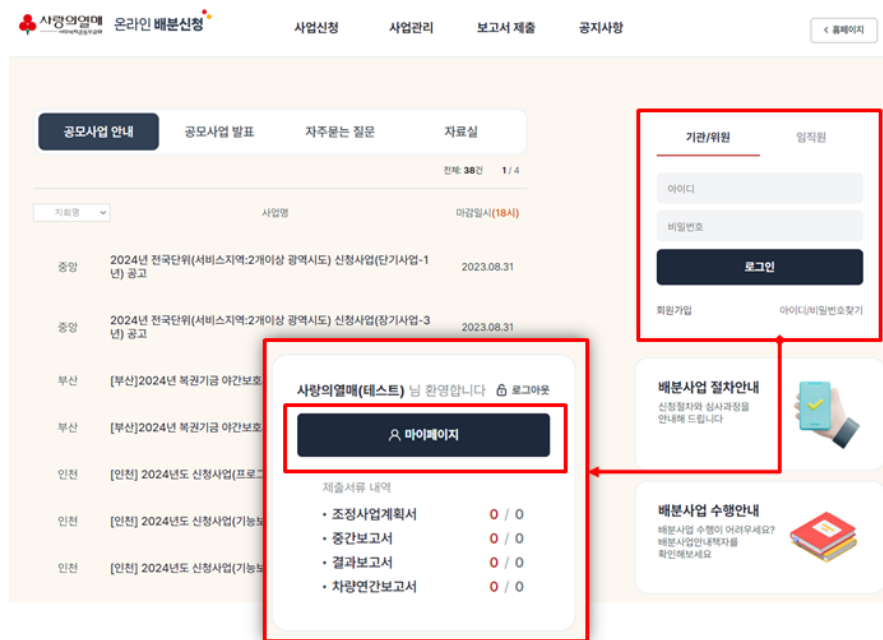 사랑의열매
사회복지공동모금회
온라인 배분신청
사업신청
사업관리
보고서 제출
공지사항
< 홈페이지
공모사업 안내
공모사업 발표
자주묻는 질문
자료실
전체: 38건 1 / 4
지회명
사업명
마감일시(18시)
중앙
2024년 전국단위(서비스지역:2개이상 광역시도) 신청사업(단기사업-1
년) 공고
2023.08.31
중앙
2024년 전국단위(서비스지역:2개이상 광역시도) 신청사업(장기사업-3
년) 공고
2023.08.31
부산
[부산]2024년 복권기금 야간보호
부산
[부산]2024년 복권기금 야간보호
인천
[인천] 2024년도 신청사업(프로그
인천
[인천] 2024년도 신청사업(기능보
인천
[인천] 2024년도 신청사업(기능보
사랑의열매(테스트) 님 환영합니다
로그아웃
마이페이지
제출서류 내역
• 조정사업계획서 0 / 0
• 중간보고서 0 / 0
• 결과보고서 0 / 0
• 차량연간보고서 0 / 0
기관/위원
임직원
아이디
비밀번호
로그인
회원가입
아이디/비밀번호찾기
배분사업 절차안내
신청절차와 심사과정을
안내해 드립니다
배분사업 수행안내
배분사업 수행이 어려우세요?
배분사업안내책자를
확인해보세요